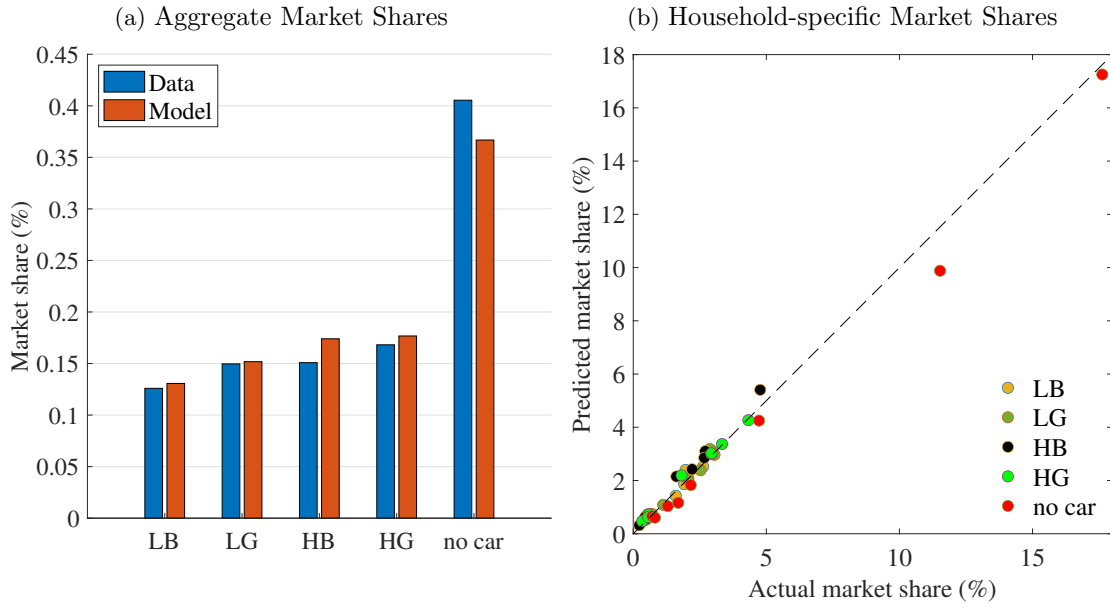 (a) Aggregate Market Shares
0.45
0.4
0.35
0.3
0.25
0.2
0.15
0.1
0.05
0
Market share (%)
Data
Model
LB LG HB HG no car
(b) Household-specific Market Shares
18
16
14
12
10
8
6
4
2
0
Predicted market share (%)
LB
LG
HB
HG
no car
0 5 10 15
Actual market share (%)